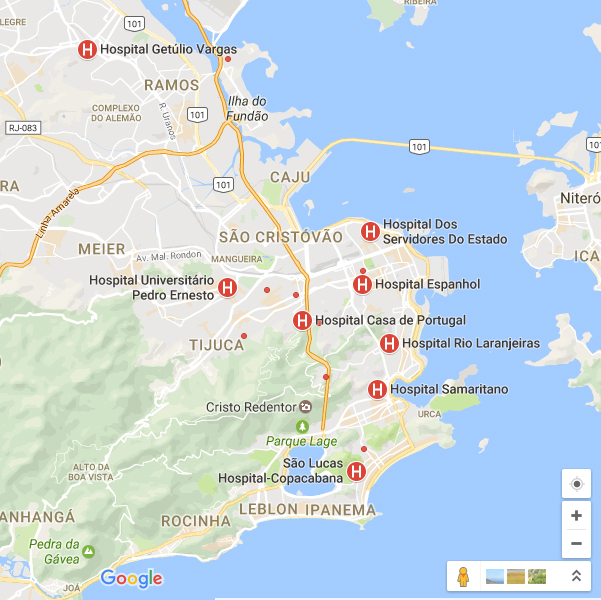 RIBEIRA
ALEGRE
101
Hospital Getúlio Vargas
RAMOS
COMPLEXO
DO ALEMÃO
R. Uranos
101
Ilha do
Fundão
RJ-083
101
101
Linha Amarela
CAJU
Niteró
MEIER
SÃO CRISTÓVÃO
Hospital Dos
Servidores Do Estado
Av. Mal. Rondon
MANGUEIRA
ICA
Hospital Universitário
Pedro Ernesto
Hospital Espanhol
Hospital Casa de Portugal
TIJUCA
Hospital Rio Laranjeiras
Hospital Samaritano
Cristo Redentor
URCA
Parque Lage
ALTO DA
BOA VISTA
São Lucas
Hospital-Copacabana
LEBLON
IPANEMA
ANHANGÁ
ROCINHA
Pedra da
Gávea
JOÁ
Google